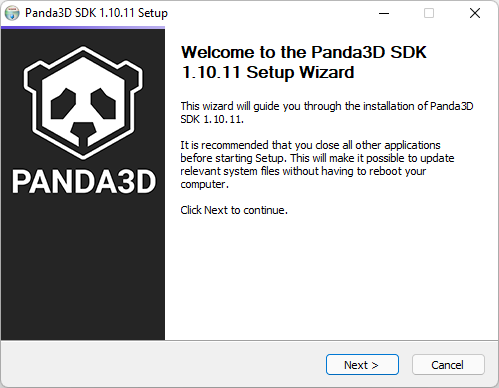 Panda3D SDK 1.10.11 Setup
PANDA3D
Welcome to the Panda3D SDK
1.10.11 Setup Wizard
This wizard will guide you through the installation of Panda3D
SDK 1.10.11.
It is recommended that you close all other applications
before starting Setup. This will make it possible to update
relevant system files without having to reboot your
computer.
Click Next to continue.
Next >
Cancel